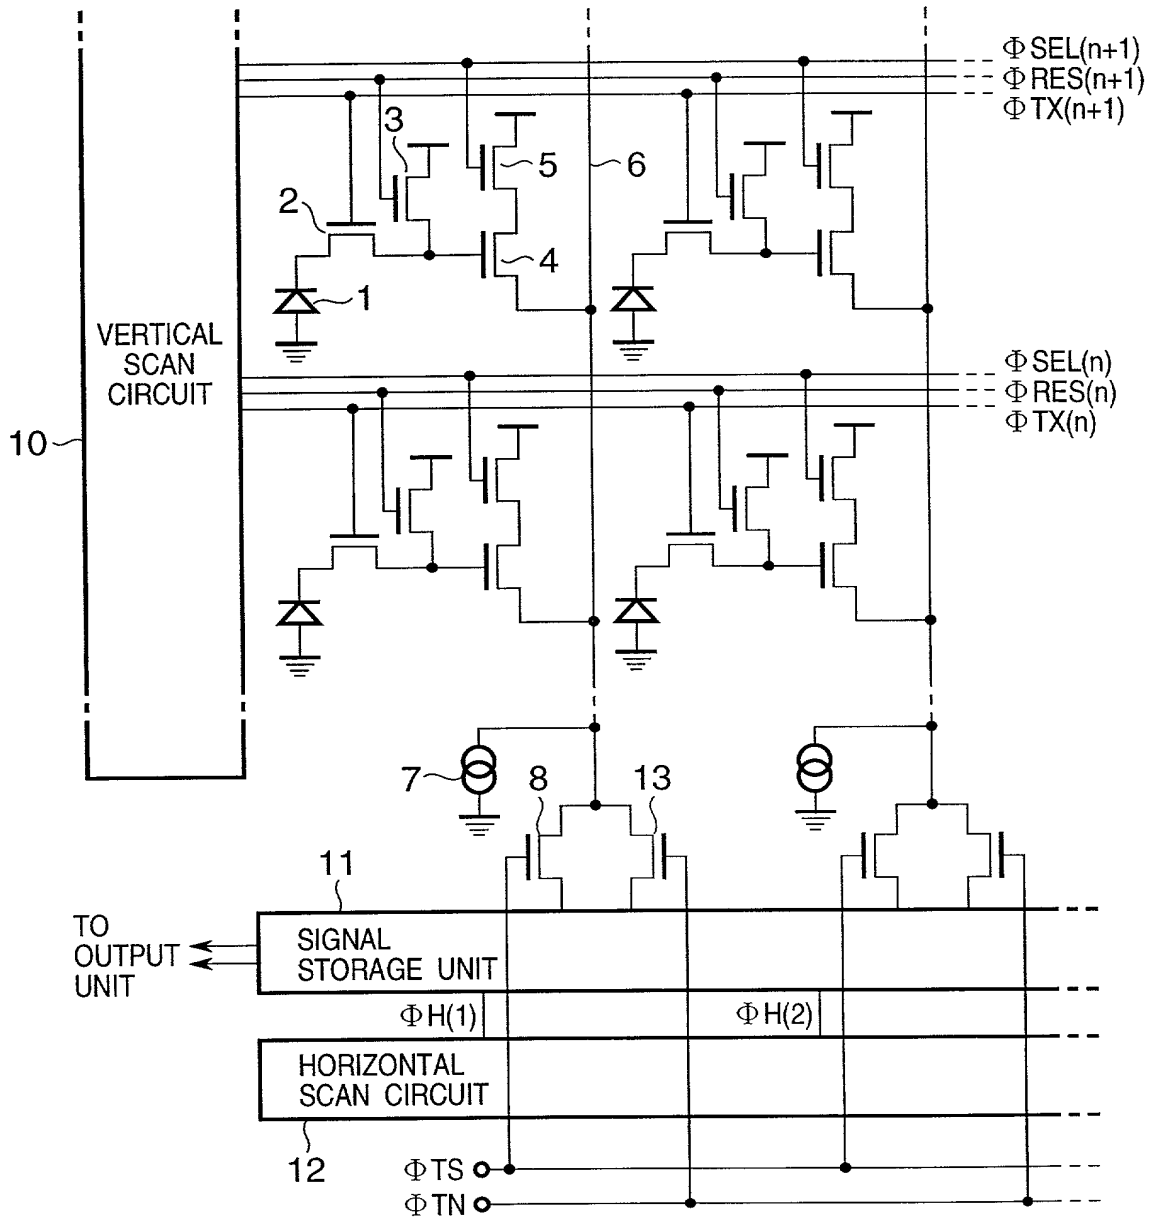 ΦSEL(n+1)
ΦRES(n+1)
ΦTX(n+1)
3
5
6
2
4
1
VERTICAL
SCAN
CIRCUIT
ΦSEL(n)
ΦRES(n)
ΦTX(n)
10
7
8
13
11
TO
OUTPUT
UNIT
SIGNAL
STORAGE UNIT
ΦH(1)
ΦH(2)
HORIZONTAL
SCAN CIRCUIT
12
ΦTS
ΦTN